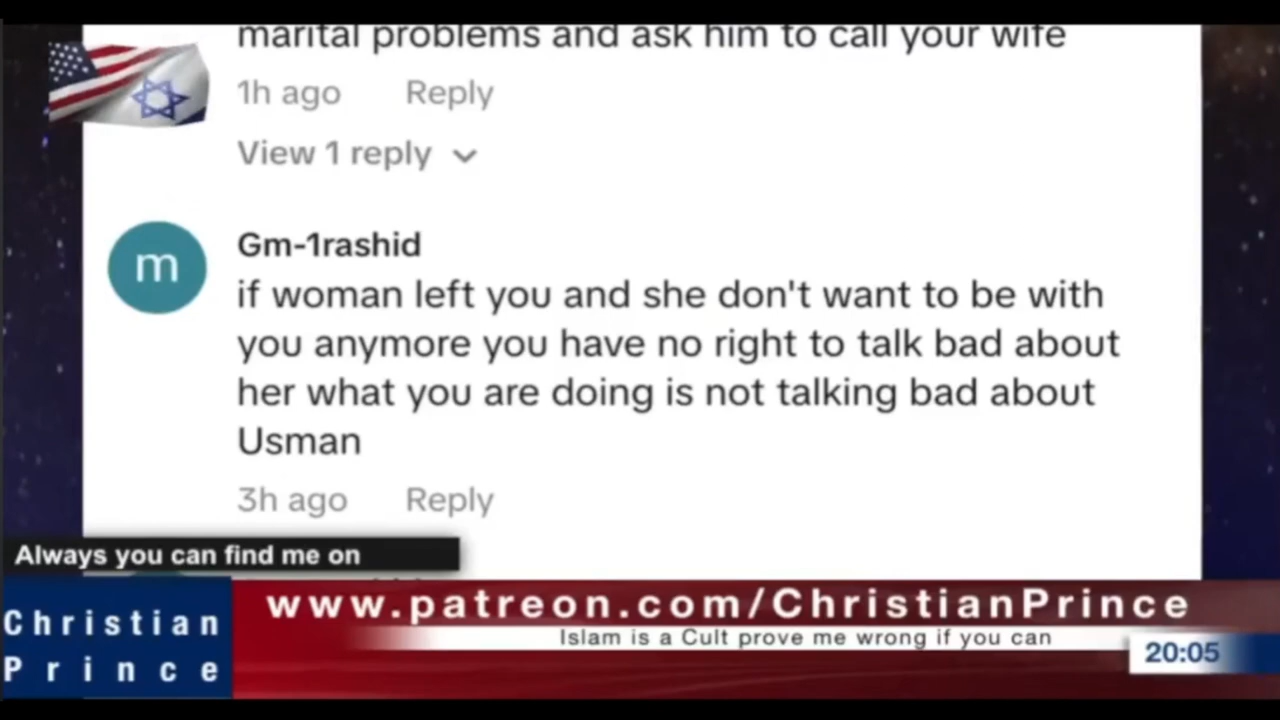 marital problems and ask him to call your wife
1h ago Reply
View 1 reply
m
Gm-1rashid
if woman left you and she don't want to be with
you anymore you have no right to talk bad about
her what you are doing is not talking bad about
Usman
3h ago Reply
Always you can find me on
Christian
Prince
www.patreon.com/ChristianPrince
Islam is a Cult prove me wrong if you can
20:05